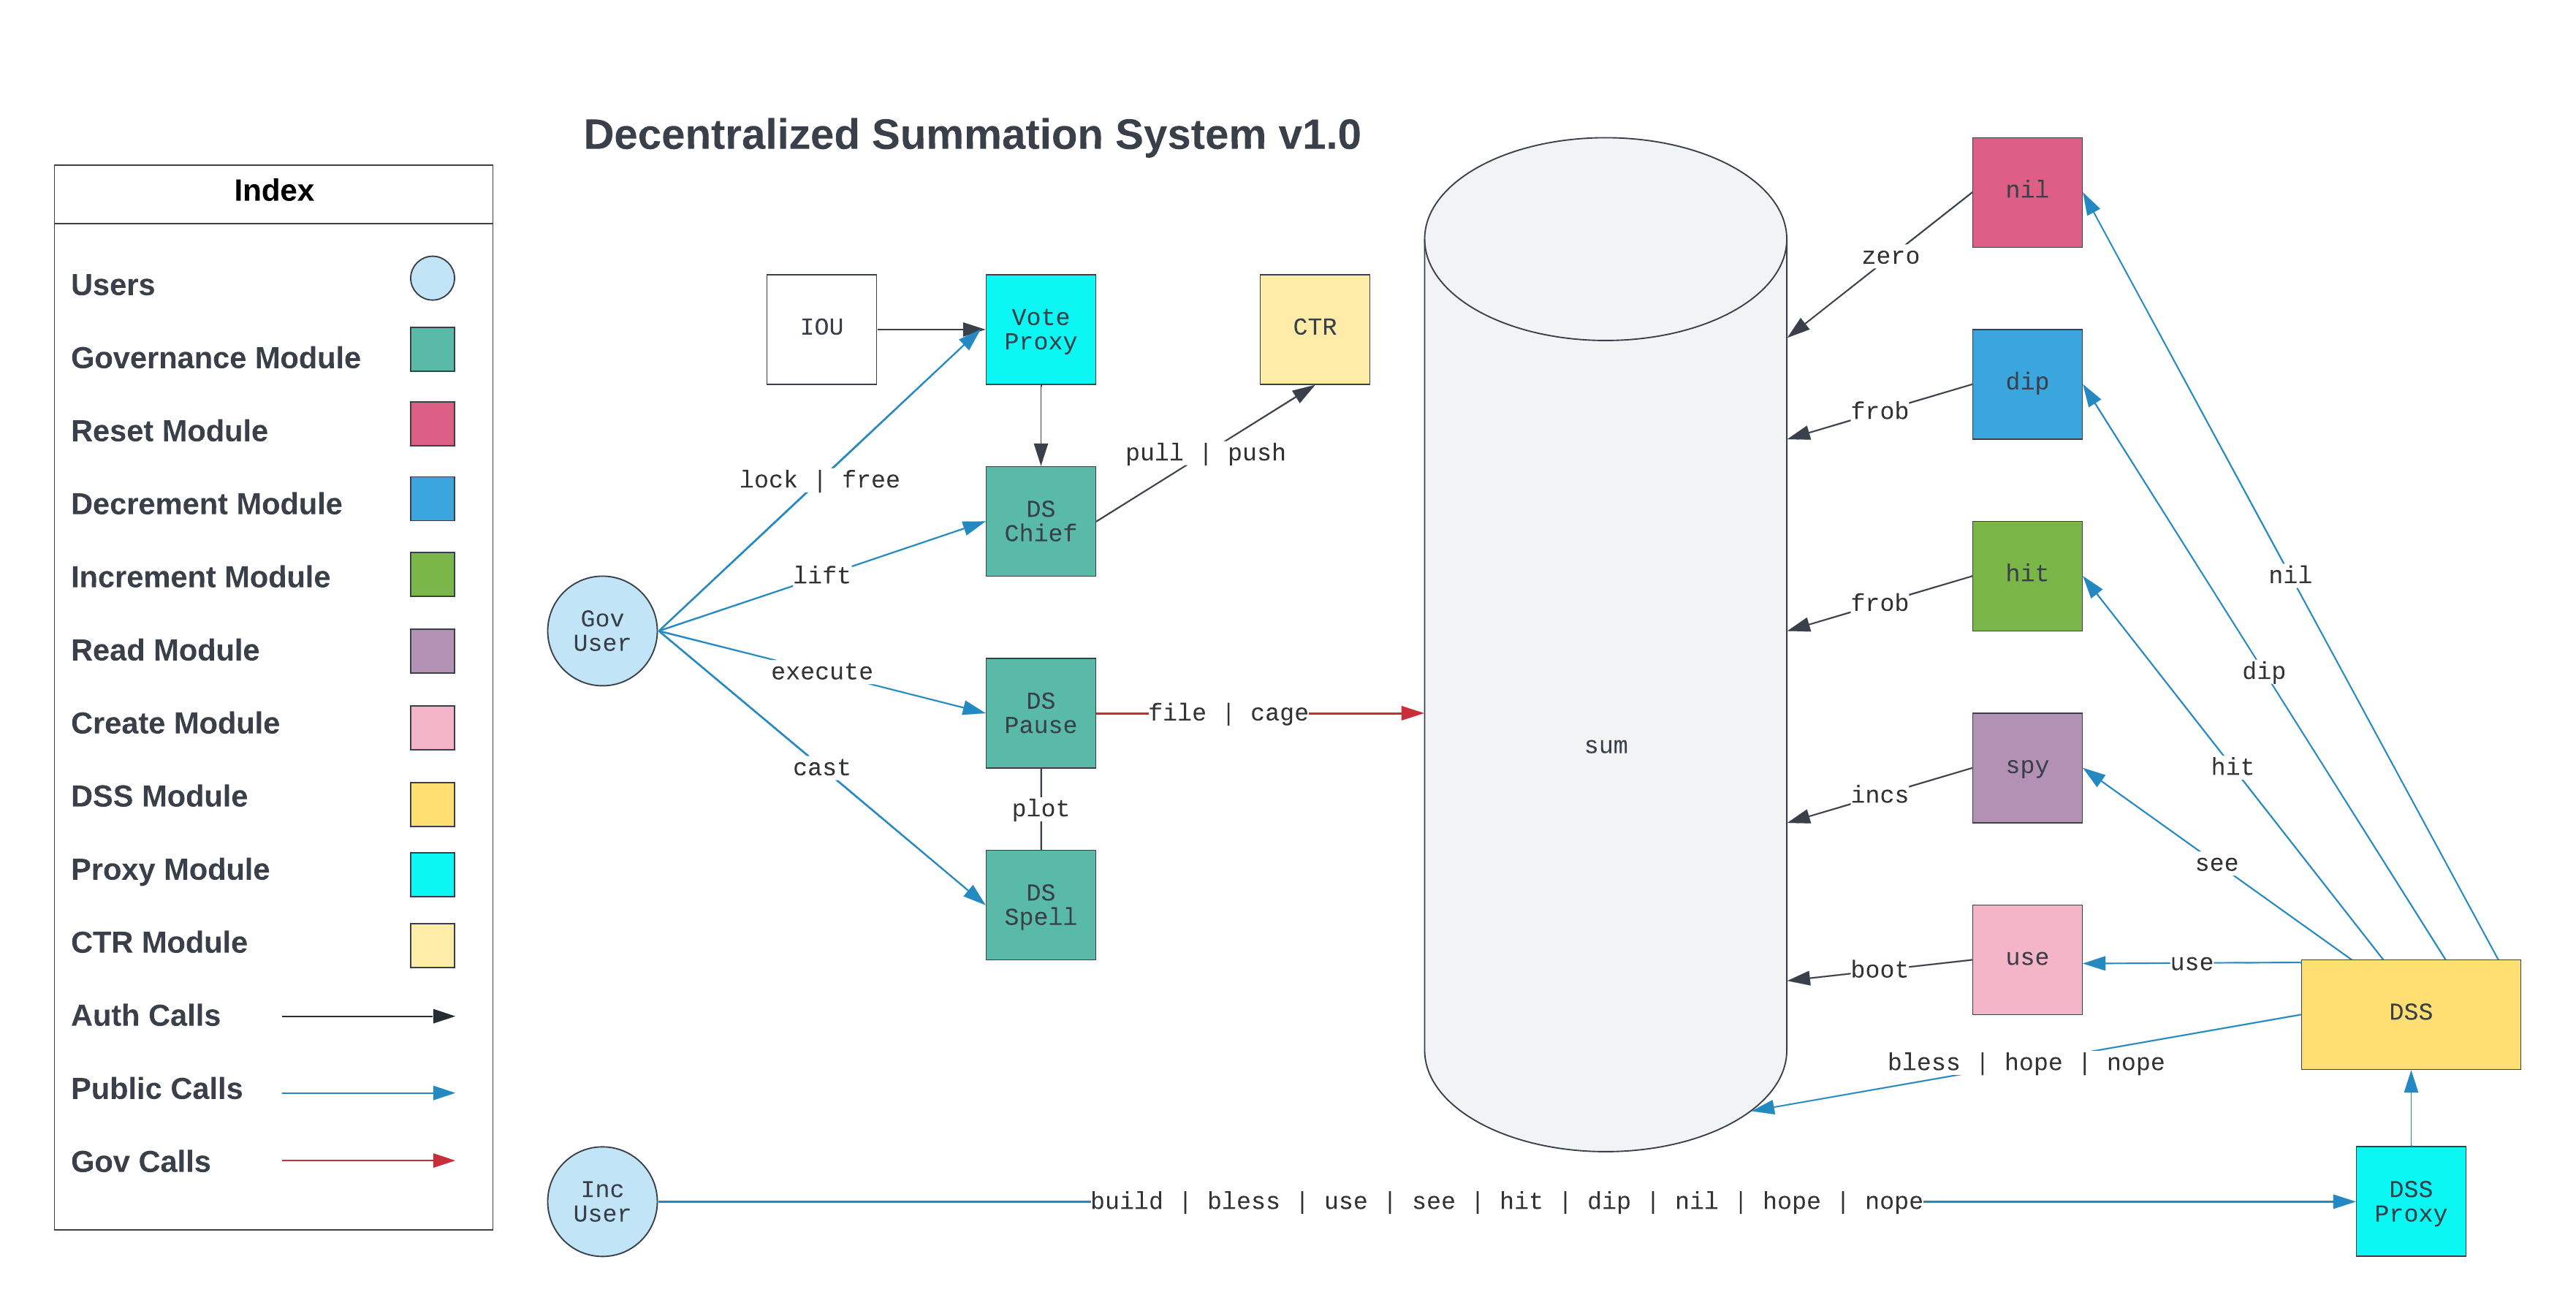 Decentralized Summation System v1.0
Index
Users
Governance Module
Reset Module
Decrement Module
Increment Module
Read Module
Create Module
DSS Module
Proxy Module
CTR Module
Auth Calls
Public Calls
Gov Calls
IOU
Vote
Proxy
CTR
lock | free
pull | push
DS
Chief
lift
Gov
User
execute
DS
Pause
file | cage
cast
plot
DS
Spell
sum
nil
zero
dip
frob
hit
frob
spy
incs
use
boot
nil
dip
hit
see
use
DSS
bless | hope | nope
Inc
User
build | bless | use | see | hit | dip | nil | hope | nope
DSS
Proxy